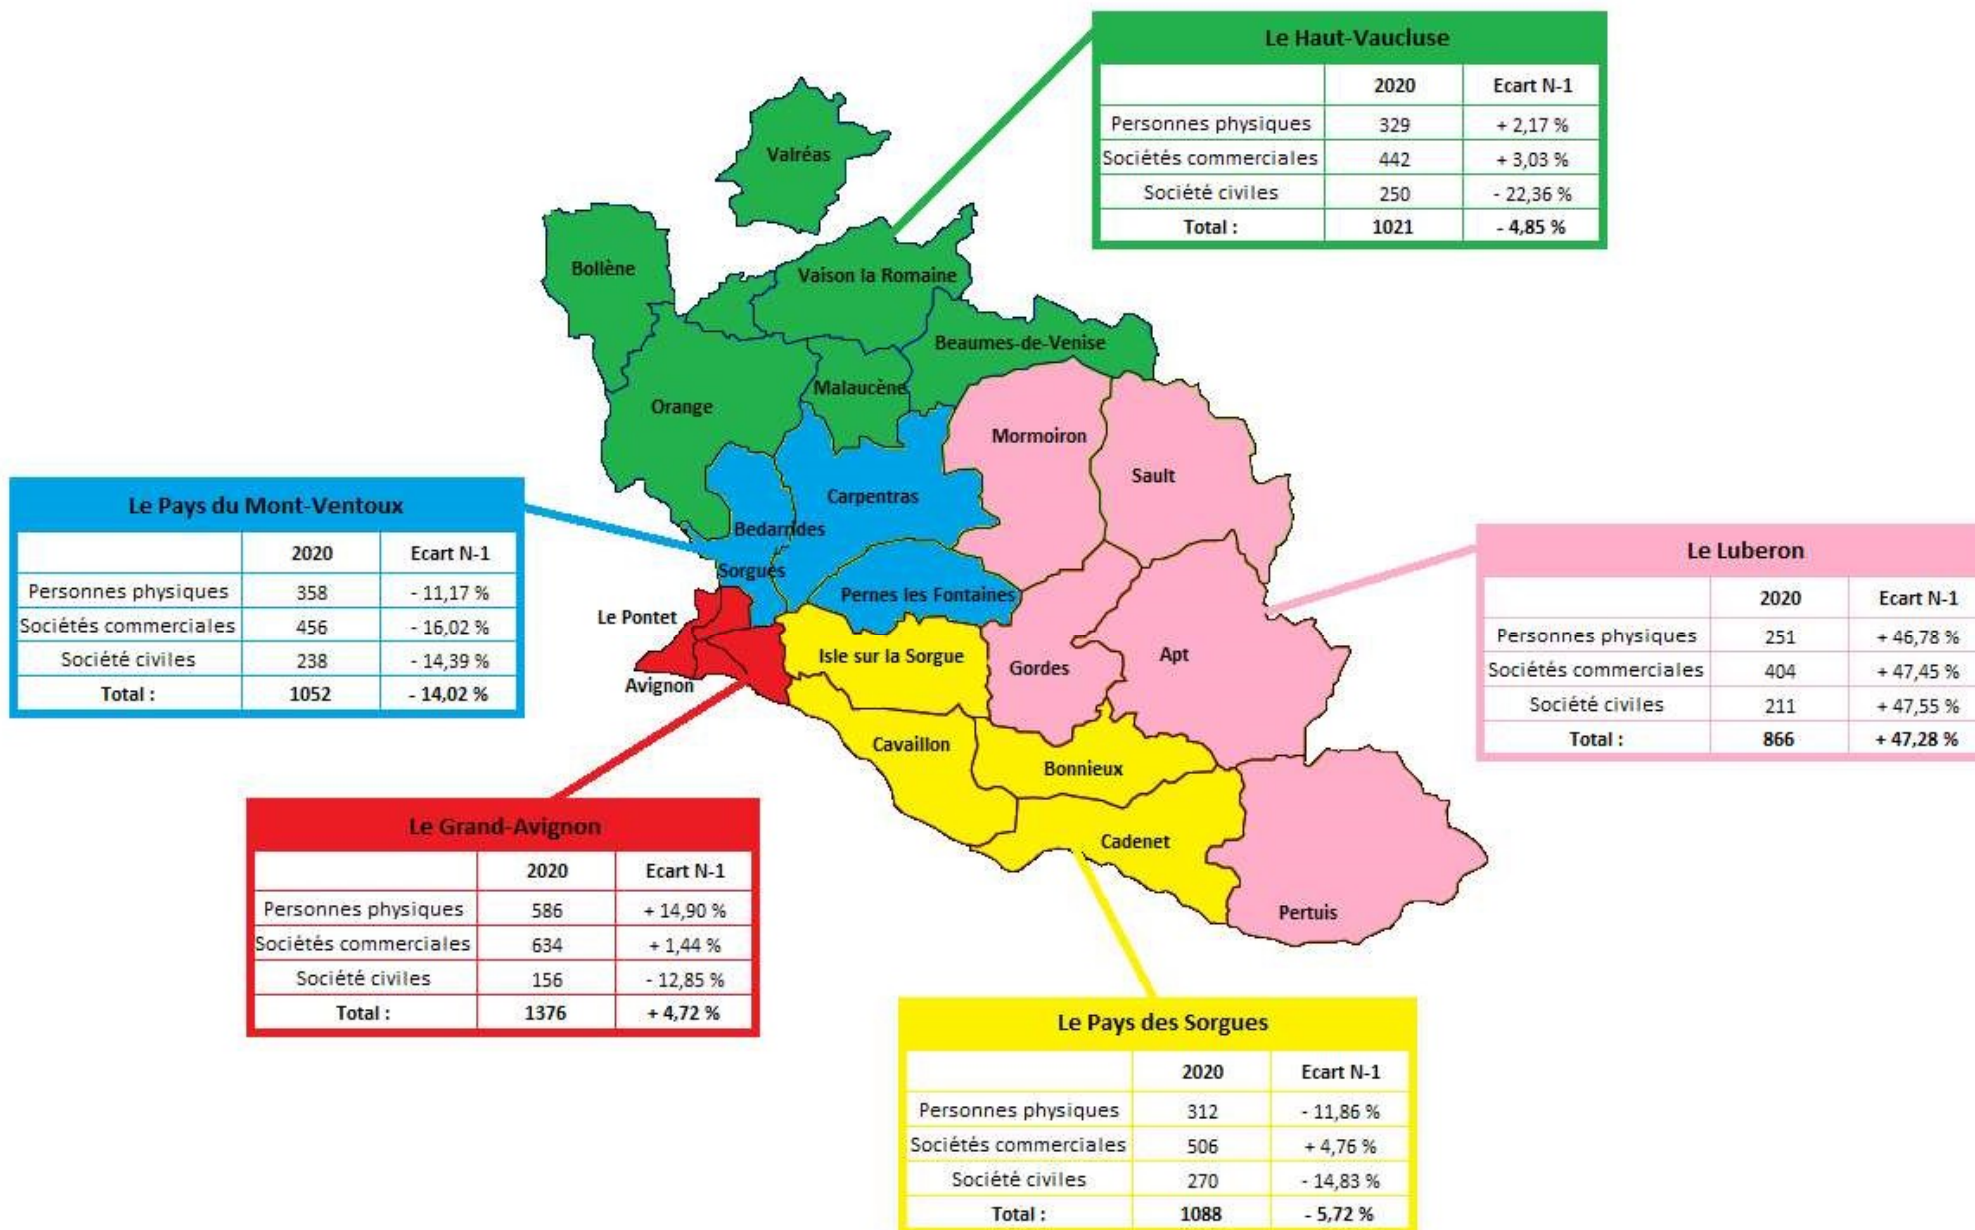 Le Haut-Vaucluse
2020 Ecart N-1
Personnes physiques 329 + 2,17 %
Sociétés commerciales 442 + 3,03 %
Société civiles 250 - 22,36 %
Total : 1021 - 4,85 %
Valréas
Bollène
Vaison la Romaine
Beaumes-de-Venise
Malaucène
Orange
Mormoiron
Sault
Carpentras
Bedarrides
Sorgues
Pernes les Fontaines
Le Pontet
Avignon
Isle sur la Sorgue
Gordes
Apt
Cavaillon
Bonnieux
Cadenet
Pertuis
Le Pays du Mont-Ventoux
2020 Ecart N-1
Personnes physiques 358 - 11,17 %
Sociétés commerciales 456 - 16,02 %
Société civiles 238 - 14,39 %
Total : 1052 - 14,02 %
Le Luberon
2020 Ecart N-1
Personnes physiques 251 + 46,78 %
Sociétés commerciales 404 + 47,45 %
Société civiles 211 + 47,55 %
Total : 866 + 47,28 %
Le Grand-Avignon
2020 Ecart N-1
Personnes physiques 586 + 14,90 %
Sociétés commerciales 634 + 1,44 %
Société civiles 156 - 12,85 %
Total : 1376 + 4,72 %
Le Pays des Sorgues
2020 Ecart N-1
Personnes physiques 312 - 11,86 %
Sociétés commerciales 506 + 4,76 %
Société civiles 270 - 14,83 %
Total : 1088 - 5,72 %